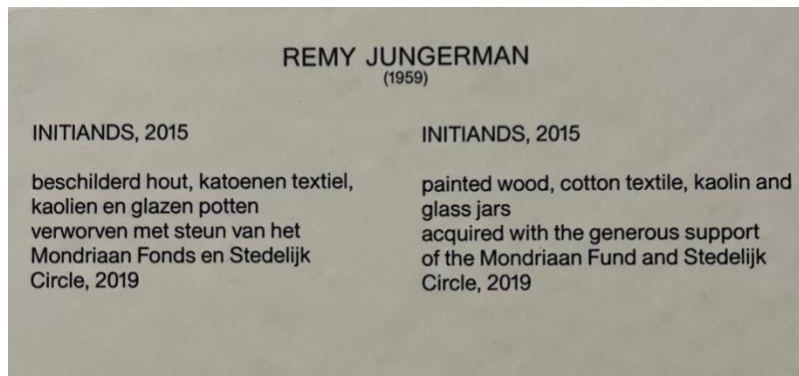 REMY JUNGERMAN
(1959)
INITIANDS, 2015
beschilderd hout, katoenen textiel,
kaolien en glazen potten
verworven met steun van het
Mondriaan Fonds en Stedelijk
Circle, 2019
INITIANDS, 2015
painted wood, cotton textile, kaolin and
glass jars
acquired with the generous support
of the Mondriaan Fund and Stedelijk
Circle, 2019